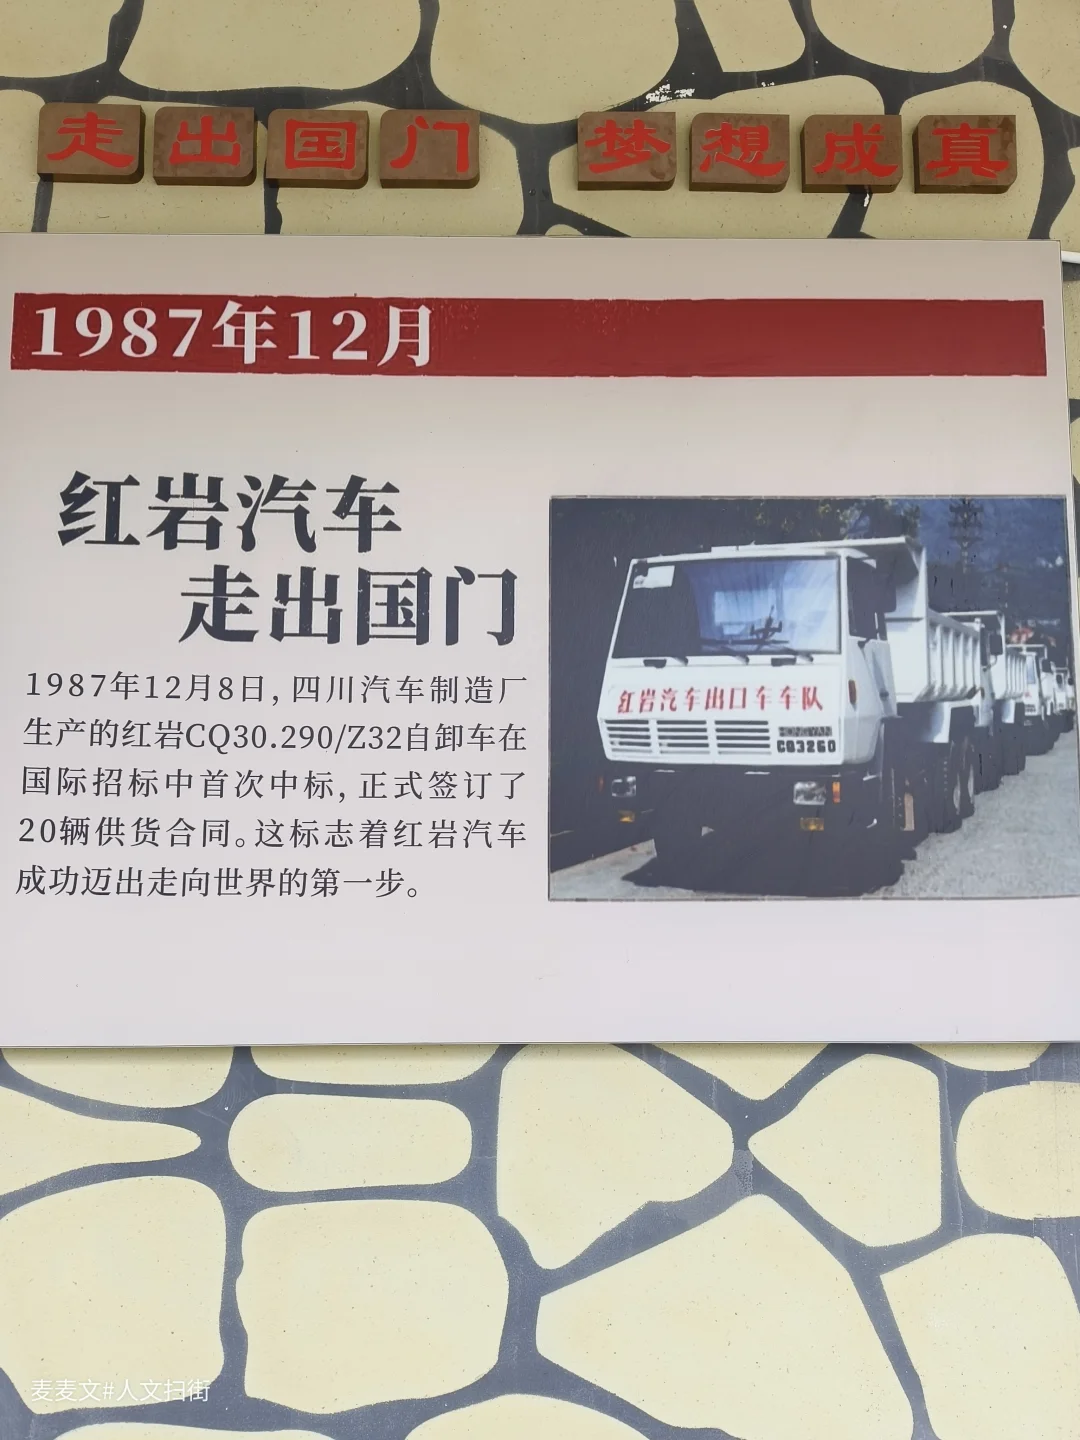 走出国门 梦想成真
1987年12月
红岩汽车
走出国门
1987年12月8日，四川汽车制造厂
生产的红岩CQ30.290/Z32自卸车在
国际招标中首次中标，正式签订了
20辆供货合同。这标志着红岩汽车
成功迈出走向世界的第一步。
红岩汽车出口车车队
HONGYAN
CQ3260
麦麦文#人文扫街